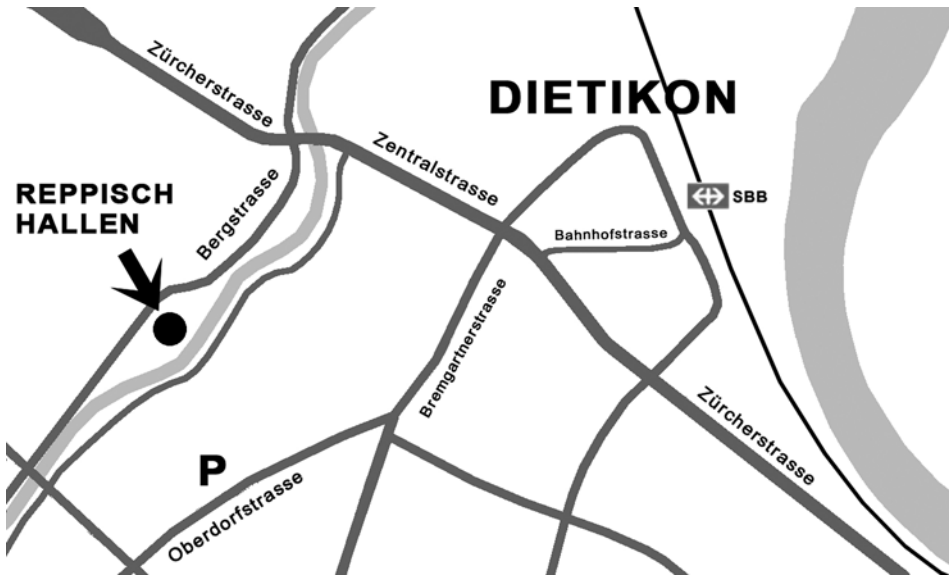 Zürcherstrasse
DIETIKON
Zentralstrasse
REPPISCH
HALLEN
Bergstrasse
SBB
Bahnhofstrasse
Bremgartnerstrasse
Zürcherstrasse
P
Oberdorfstrasse